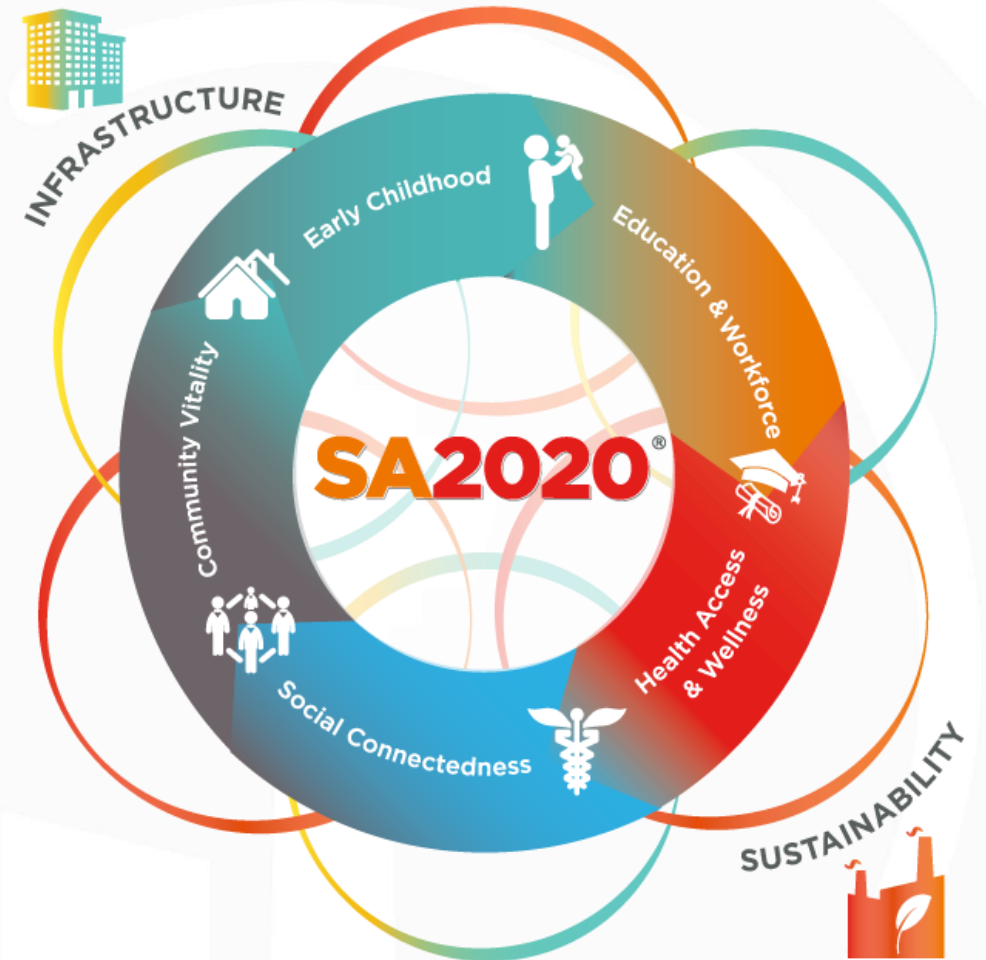 INFRASTRUCTURE
Early Childhood
Education & Workforce
Community Vitality
SA2020®
Health Access
& Wellness
Social Connectedness
SUSTAINABILITY